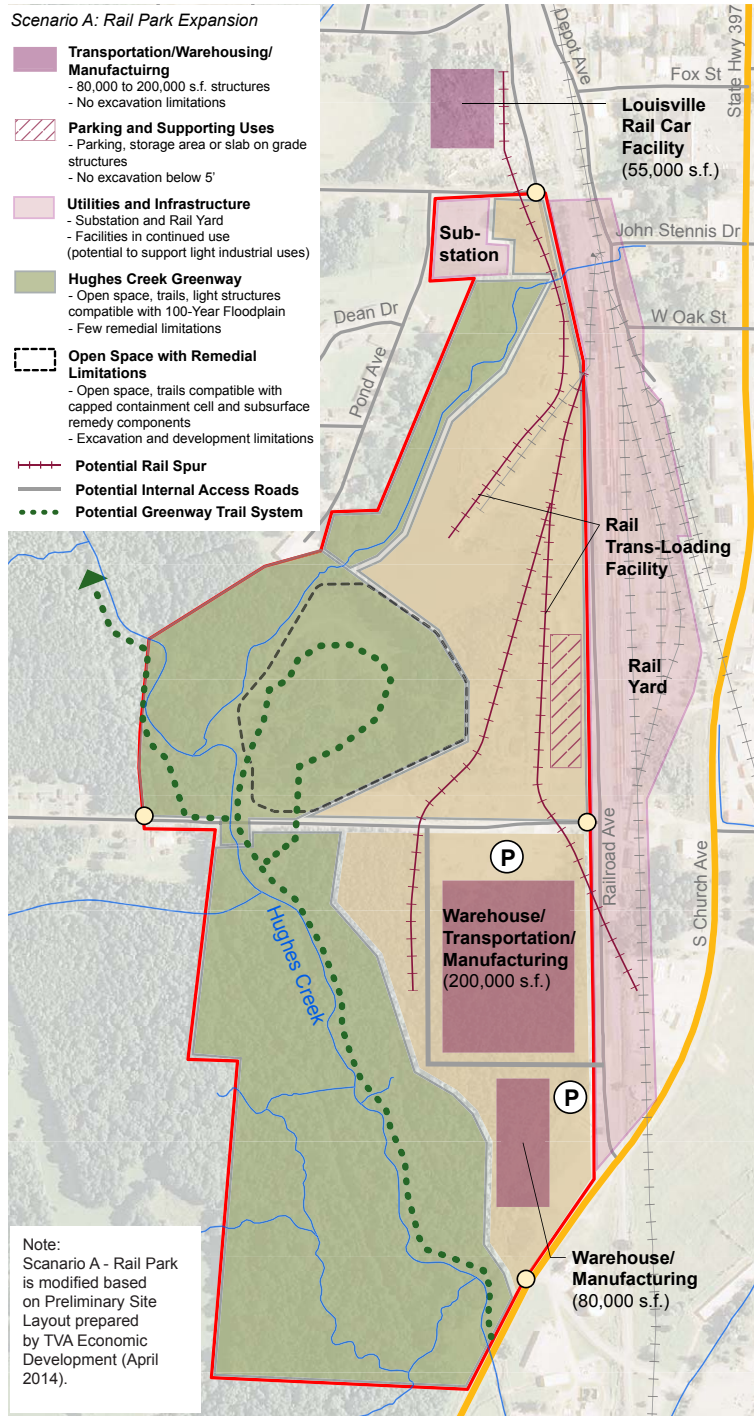 Scenario A: Rail Park Expansion
Transportation/Warehousing/
Manufactuirng
- 80,000 to 200,000 s.f. structures
- No excavation limitations
Parking and Supporting Uses
- Parking, storage area or slab on grade
structures
- No excavation below 5'
Utilities and Infrastructure
- Substation and Rail Yard
- Facilities in continued use
(potential to support light industrial uses)
Hughes Creek Greenway
- Open space, trails, light structures
compatible with 100-Year Floodplain
- Few remedial limitations
Open Space with Remedial
Limitations
- Open space, trails compatible with
capped containment cell and subsurface
remedy components
- Excavation and development limitations
Potential Rail Spur
Potential Internal Access Roads
Potential Greenway Trail System
Depot Ave
State Hwy 397
Fox St
Louisville
Rail Car
Facility
(55,000 s.f.)
John Stennis Dr
Sub-
station
W Oak St
Dean Dr
Pond Ave
Rail
Trans-Loading
Facility
Rail
Yard
Railroad Ave
S Church Ave
P
Warehouse/
Transportation/
Manufacturing
(200,000 s.f.)
Hughes Creek
P
Warehouse/
Manufacturing
(80,000 s.f.)
Note:
Scanario A - Rail Park
is modified based
on Preliminary Site
Layout prepared
by TVA Economic
Development (April
2014).